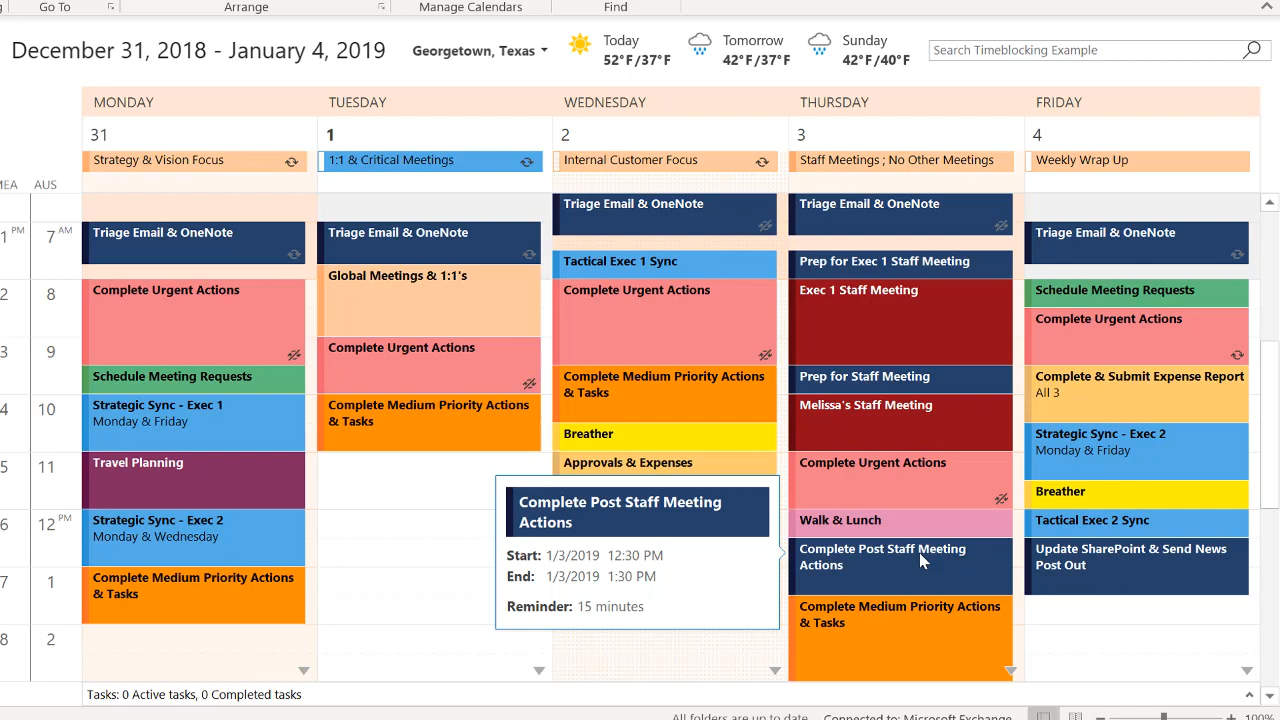 Go To
Arrange
Manage Calendars
Find
December 31, 2018 - January 4, 2019
Georgetown, Texas
Today
52°F/37°F
Tomorrow
42°F/37°F
Sunday
42°F/40°F
Search Timeblocking Example
MONDAY
TUESDAY
WEDNESDAY
THURSDAY
FRIDAY
31
1
2
3
4
Strategy & Vision Focus
1:1 & Critical Meetings
Internal Customer Focus
Staff Meetings ; No Other Meetings
Weekly Wrap Up
AUS
1 PM
2
3
4
5
6
7
8
7 AM
8
9
10
11
12 PM
1
2
Triage Email & OneNote
Complete Urgent Actions
Schedule Meeting Requests
Strategic Sync - Exec 1
Monday & Friday
Travel Planning
Strategic Sync - Exec 2
Monday & Wednesday
Complete Medium Priority Actions
& Tasks
Triage Email & OneNote
Global Meetings & 1:1's
Complete Urgent Actions
Complete Medium Priority Actions
& Tasks
Triage Email & OneNote
Tactical Exec 1 Sync
Complete Urgent Actions
Complete Medium Priority Actions
& Tasks
Breather
Approvals & Expenses
Complete Post Staff Meeting
Actions
Start: 1/3/2019 12:30 PM
End: 1/3/2019 1:30 PM
Reminder: 15 minutes
Triage Email & OneNote
Prep for Exec 1 Staff Meeting
Exec 1 Staff Meeting
Prep for Staff Meeting
Melissa's Staff Meeting
Complete Urgent Actions
Walk & Lunch
Complete Post Staff Meeting
Actions
Complete Medium Priority Actions
& Tasks
Triage Email & OneNote
Schedule Meeting Requests
Complete Urgent Actions
Complete & Submit Expense Report
All 3
Strategic Sync - Exec 2
Monday & Friday
Breather
Tactical Exec 2 Sync
Update SharePoint & Send News
Post Out
Tasks: 0 Active tasks, 0 Completed tasks
All folders are up to date.
Connected to: Microsoft Exchange
100%